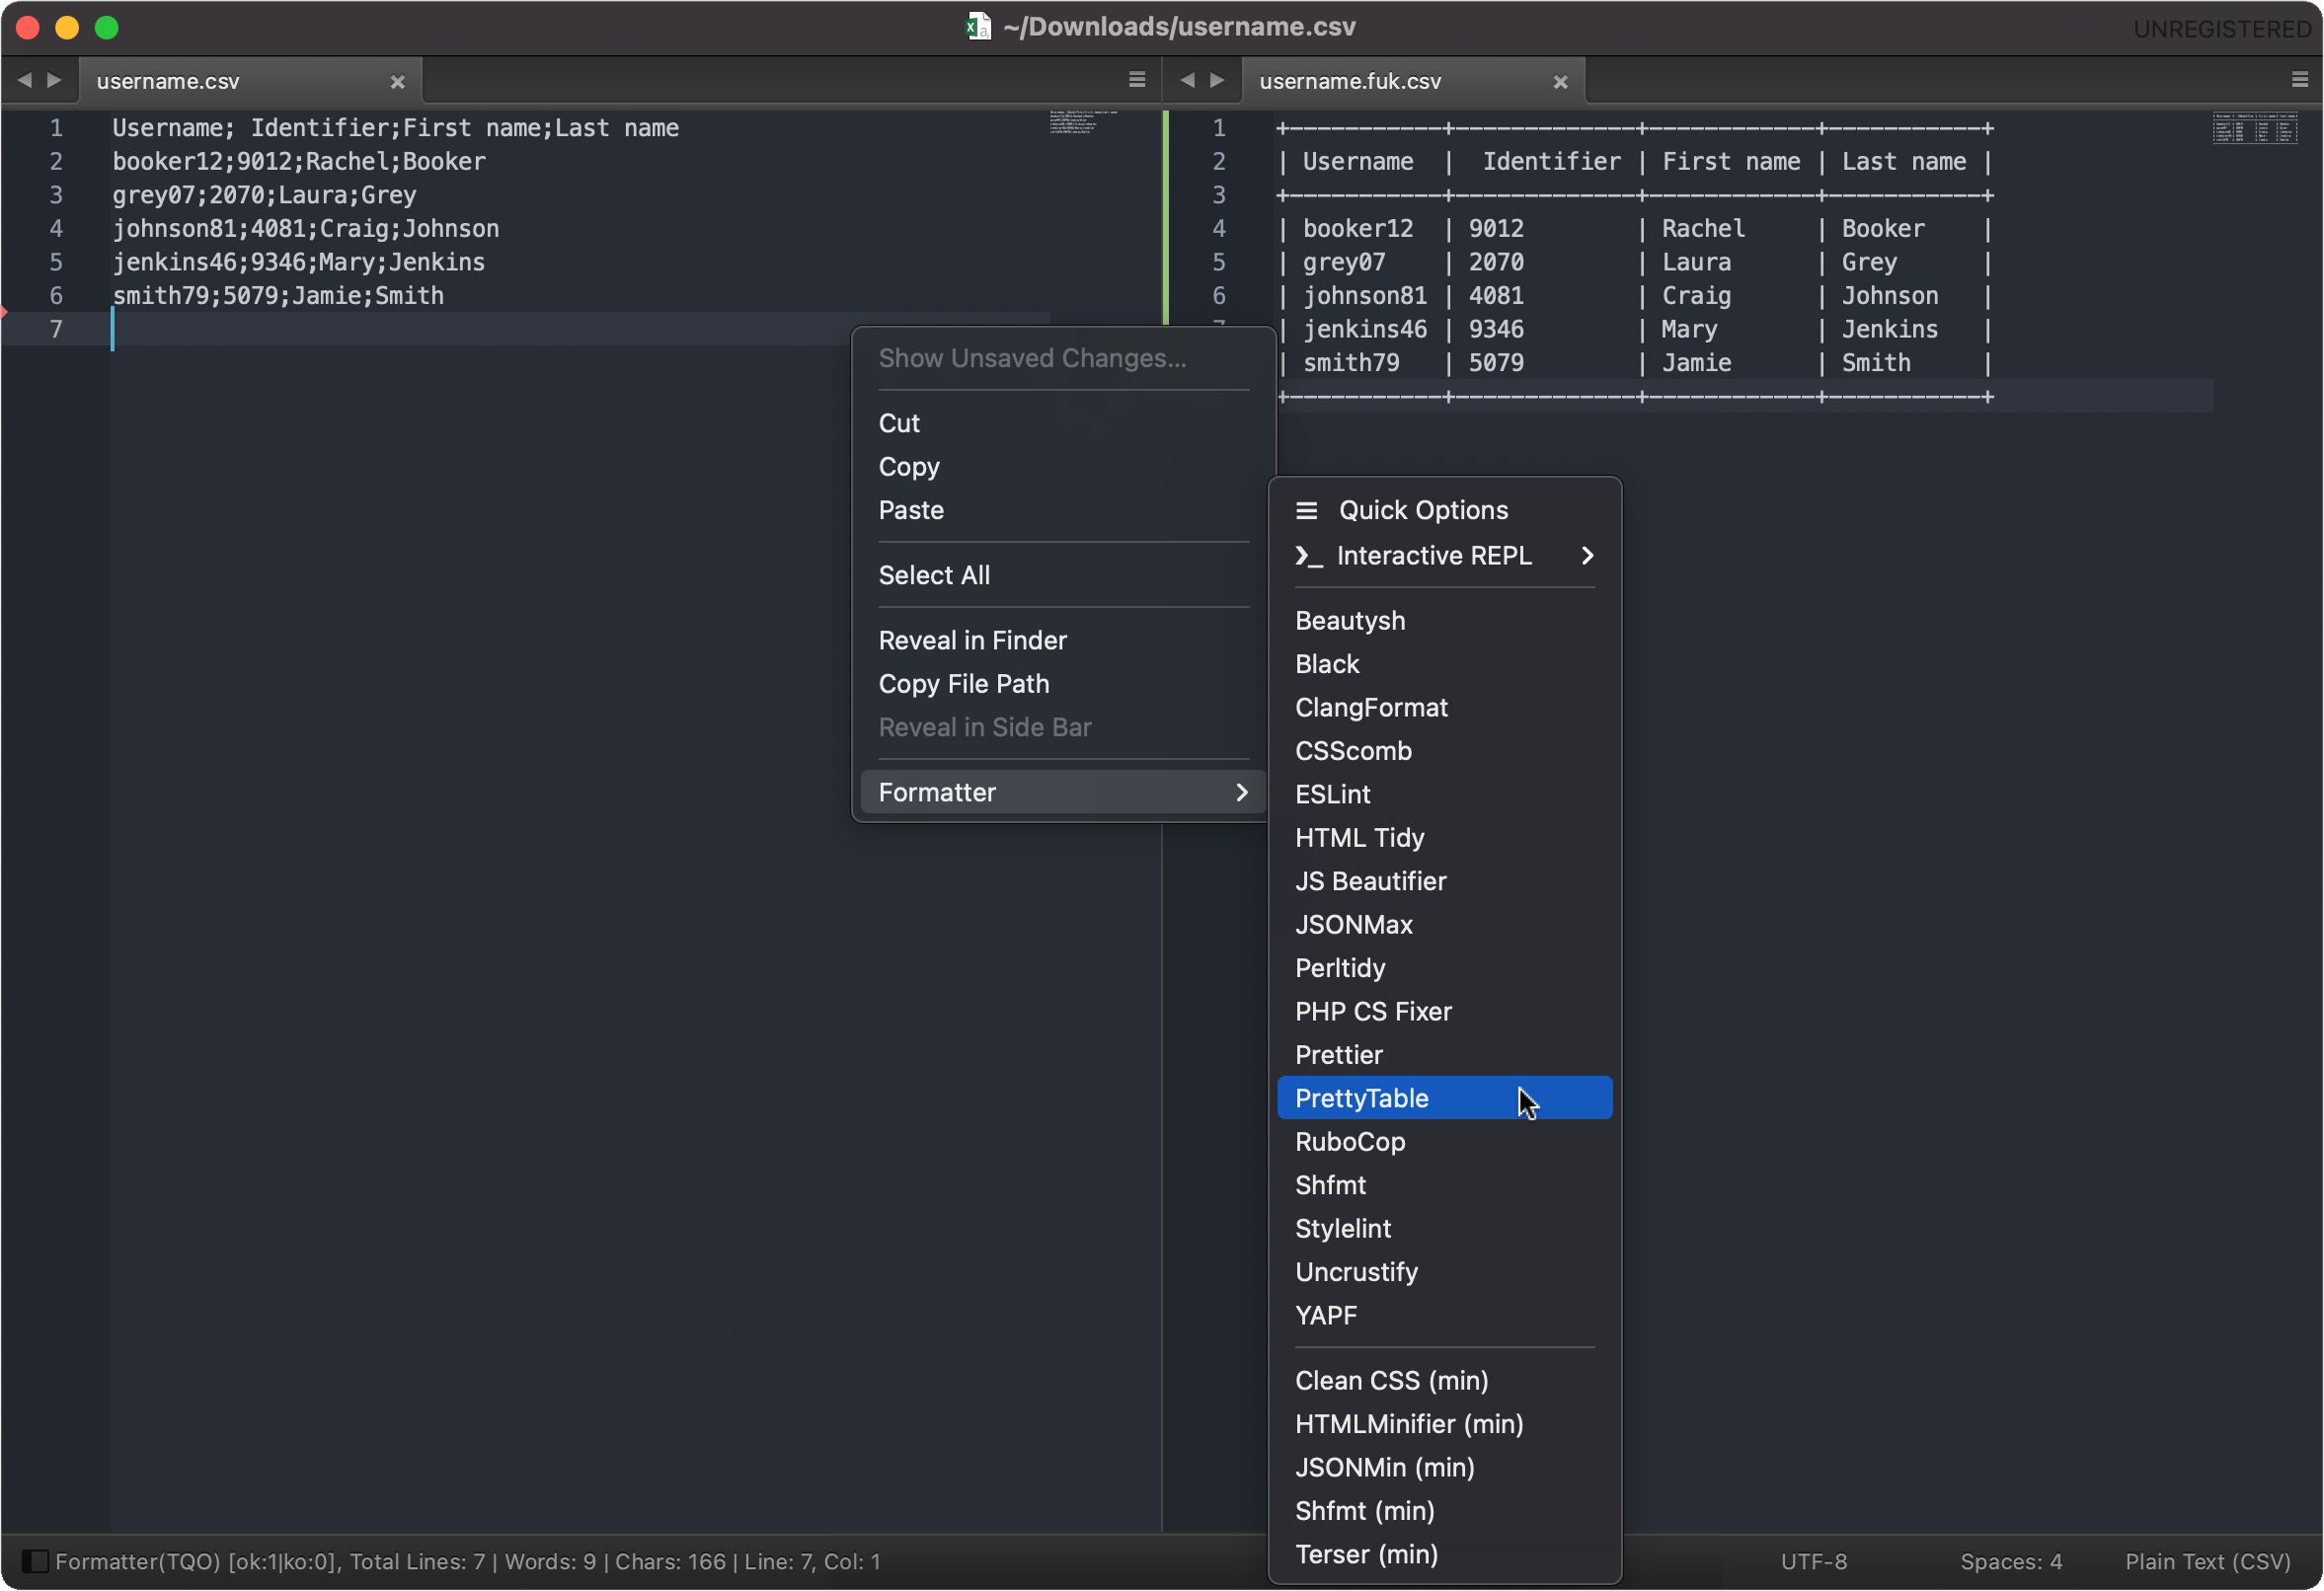 ~/Downloads/username.csv
UNREGISTERED
username.csv
1 Username; Identifier;First name;Last name
2 booker12;9012;Rachel;Booker
3 grey07;2070;Laura;Grey
4 johnson81;4081;Craig;Johnson
5 jenkins46;9346;Mary;Jenkins
6 smith79;5079;Jamie;Smith
7
username.fuk.csv
1 +-----------+-------------+------------+-----------+
2 | Username  |  Identifier | First name | Last name |
3 +-----------+-------------+------------+-----------+
4 | booker12  | 9012        | Rachel     | Booker    |
5 | grey07    | 2070        | Laura      | Grey      |
6 | johnson81 | 4081        | Craig      | Johnson   |
| jenkins46 | 9346        | Mary       | Jenkins   |
| smith79   | 5079        | Jamie      | Smith     |
+-----------+-------------+------------+-----------+
Show Unsaved Changes...
Cut
Copy
Paste
Select All
Reveal in Finder
Copy File Path
Reveal in Side Bar
Formatter
Quick Options
Interactive REPL
Beautysh
Black
ClangFormat
CSScomb
ESLint
HTML Tidy
JS Beautifier
JSONMax
Perltidy
PHP CS Fixer
Prettier
PrettyTable
RuboCop
Shfmt
Stylelint
Uncrustify
YAPF
Clean CSS (min)
HTMLMinifier (min)
JSONMin (min)
Shfmt (min)
Terser (min)
Formatter(TQO) [ok:1|ko:0], Total Lines: 7 | Words: 9 | Chars: 166 | Line: 7, Col: 1
UTF-8
Spaces: 4
Plain Text (CSV)